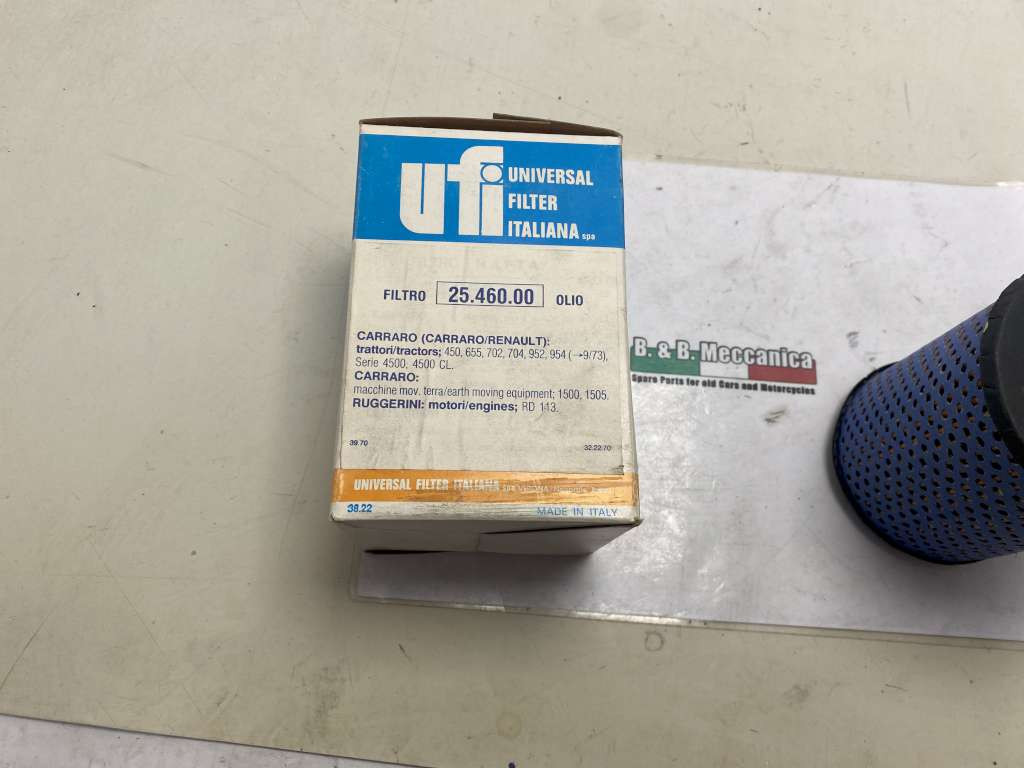 ufi UNIVERSAL
FILTER
ITALIANA spa
FILTRO 25.460.00 OLIO
CARRARO (CARRARO/RENAULT):
trattori/tractors; 450, 655, 702, 704, 952, 954 (→9/73),
Serie 4500, 4500 CL.
CARRARO:
macchine mov. terra/earth moving equipment; 1500, 1505.
RUGGERINI: motori/engines; RD 113.
39.70 32.22.70
UNIVERSAL FILTER ITALIANA spa
38.22 MADE IN ITALY
B. & B. Meccanica
Spare Parts for old Cars and Motorcycles